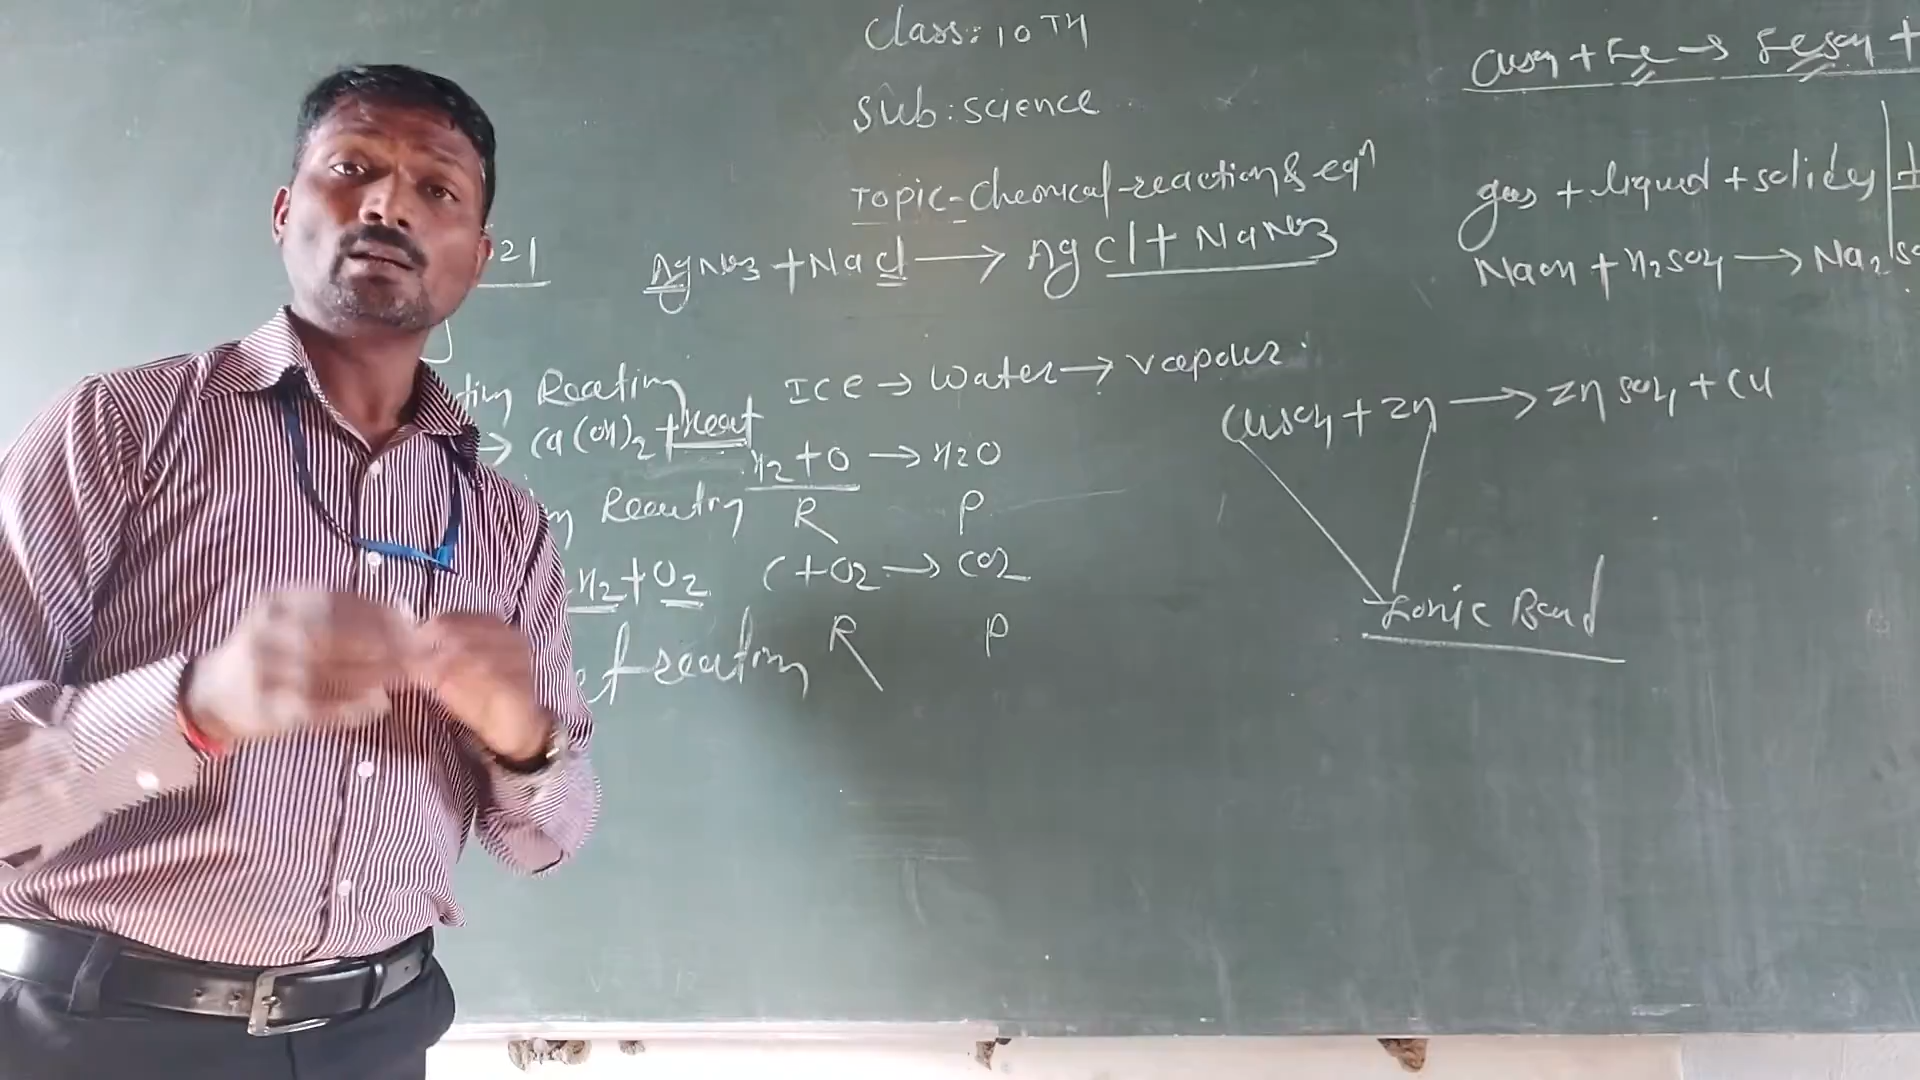 Class: 10TH
Sub: science
Topic-Chemical reaction & eqn
21
AgNO3 + NaCl → AgCl + NaNO3
Reaction
ICE → Water → vapour
→ Ca(OH)2 + Heat
H2 + O → H2O
Reaction R P
H2 + O2
C + O2 → CO2
R P
CuSO4 + Fe → FeSO4 +
gas + liquid + solid
NaOH + H2SO4 → Na2
CuSO4 + Zn → ZnSO4 + Cu
Ionic Bond